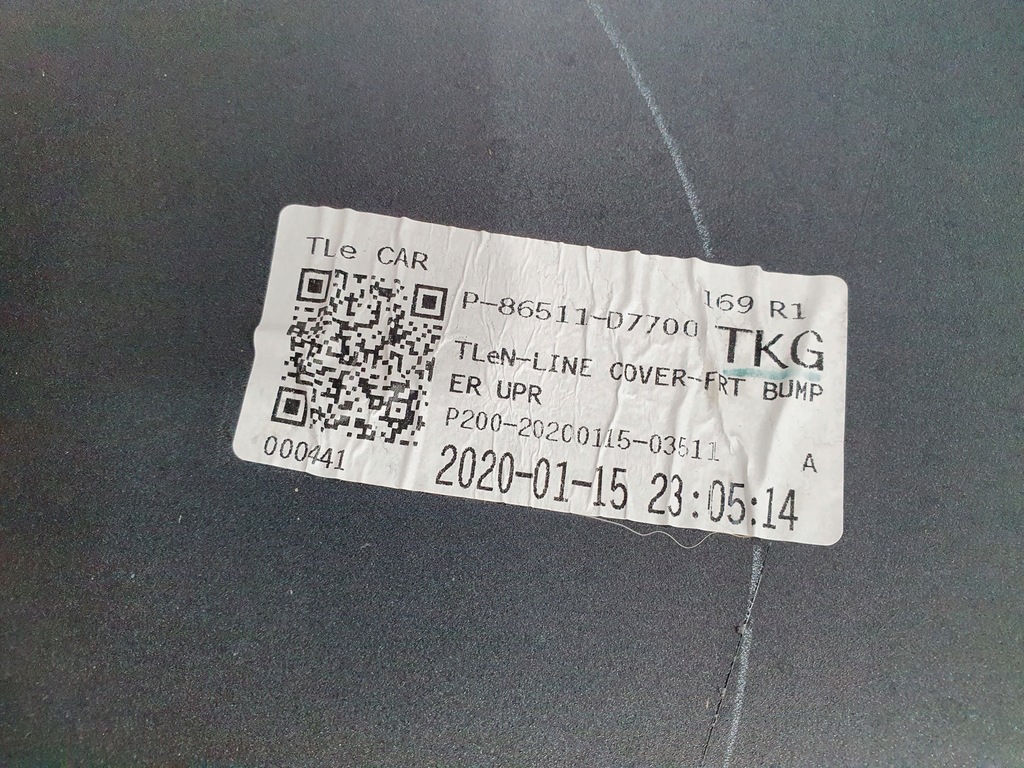 TLe CAR
169 R1
P-86511-D7700
TKG
TLeN-LINE COVER-FRT BUMP
ER UPR
P200-20200115-03511
A
000441
2020-01-15 23:05:14